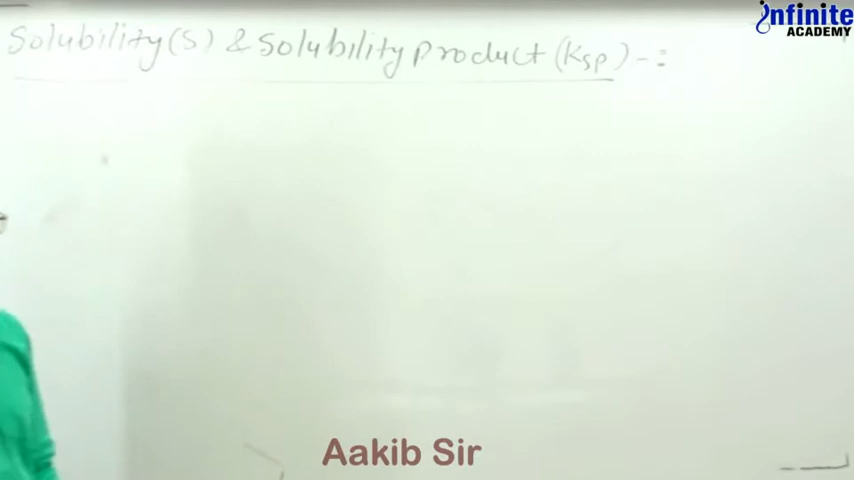 Solubility(S) & Solubility product (Ksp) -:
Infinite
ACADEMY
Aakib Sir